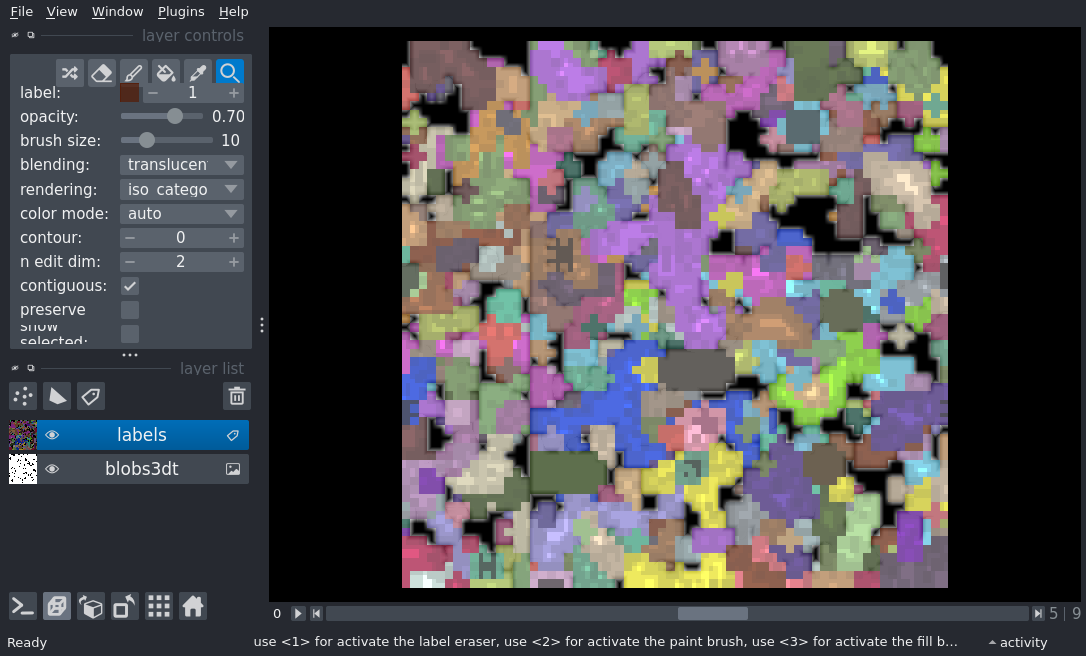 File View Window Plugins Help
layer controls
label: 1
opacity: 0.70
brush size: 10
blending: translucen
rendering: iso_catego
color mode: auto
contour: 0
n edit dim: 2
contiguous:
preserve
show
selected:
layer list
labels
blobs3dt
0 5 | 9
Ready use <1> for activate the label eraser, use <2> for activate the paint brush, use <3> for activate the fill b... activity